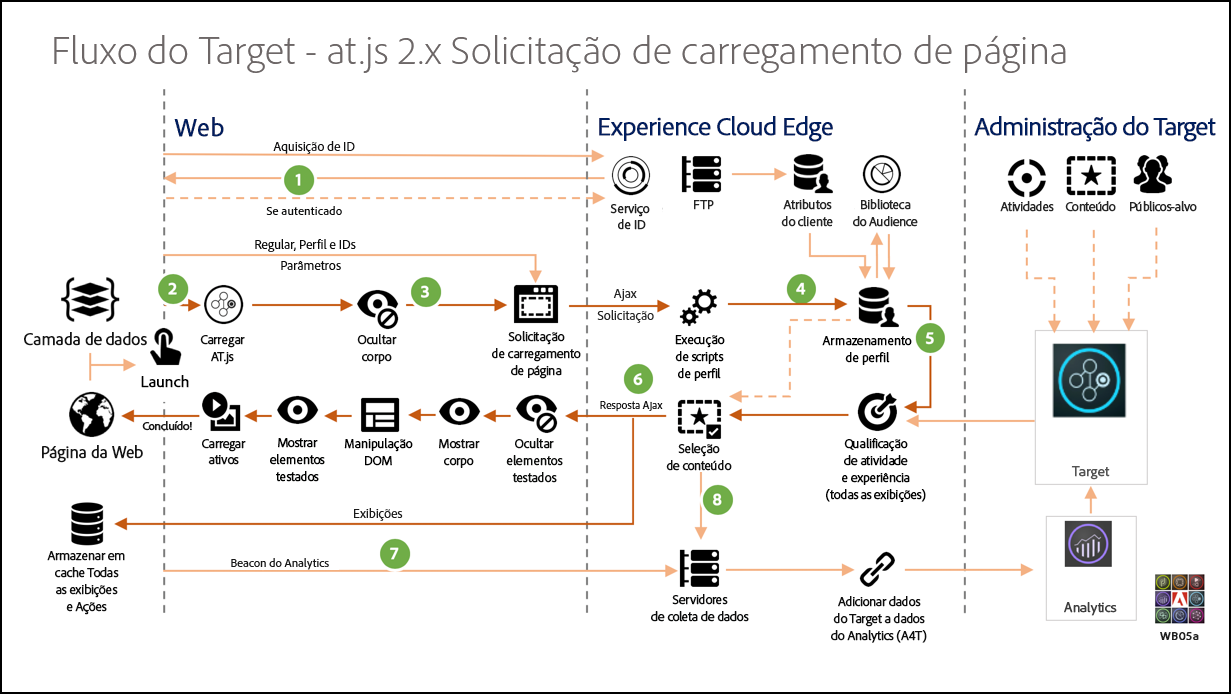 Fluxo do Target - at.js 2.x Solicitação de carregamento de página
Web
Experience Cloud Edge
Administração do Target
Aquisição de ID
1
Se autenticado
Serviço
de ID
FTP
Atributos
do cliente
Biblioteca
do Audience
Atividades
Conteúdo
Públicos-alvo
Regular, Perfil e IDs
Parâmetros
2
3
4
5
Camada de dados
Launch
Carregar
AT.js
Ocultar
corpo
Solicitação
de carregamento
de página
Ajax
Solicitação
Execução
de scripts
de perfil
Armazenamento
de perfil
6
Resposta Ajax
Página da Web
Concluído!
Carregar
ativos
Mostrar
elementos
testados
Manipulação
DOM
Mostrar
corpo
Ocultar
elementos
testados
Seleção
de conteúdo
Qualificação
de atividade
e experiência
(todas as exibições)
Target
8
Exibições
Armazenar em
cache Todas
as exibições
e Ações
7
Beacon do Analytics
Servidores
de coleta de dados
Adicionar dados
do Target a dados
do Analytics (A4T)
Analytics
WB05a